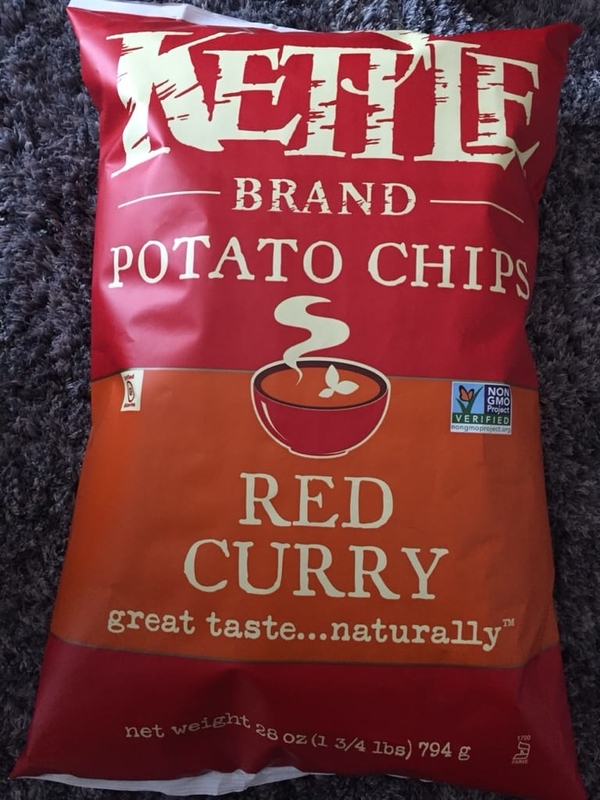 KETTLE
BRAND
POTATO CHIPS
NON
GMO
Project
VERIFIED
nongmoproject.org
RED
CURRY
great taste...naturally™
net weight 28 oz (1 3/4 lbs) 794 g